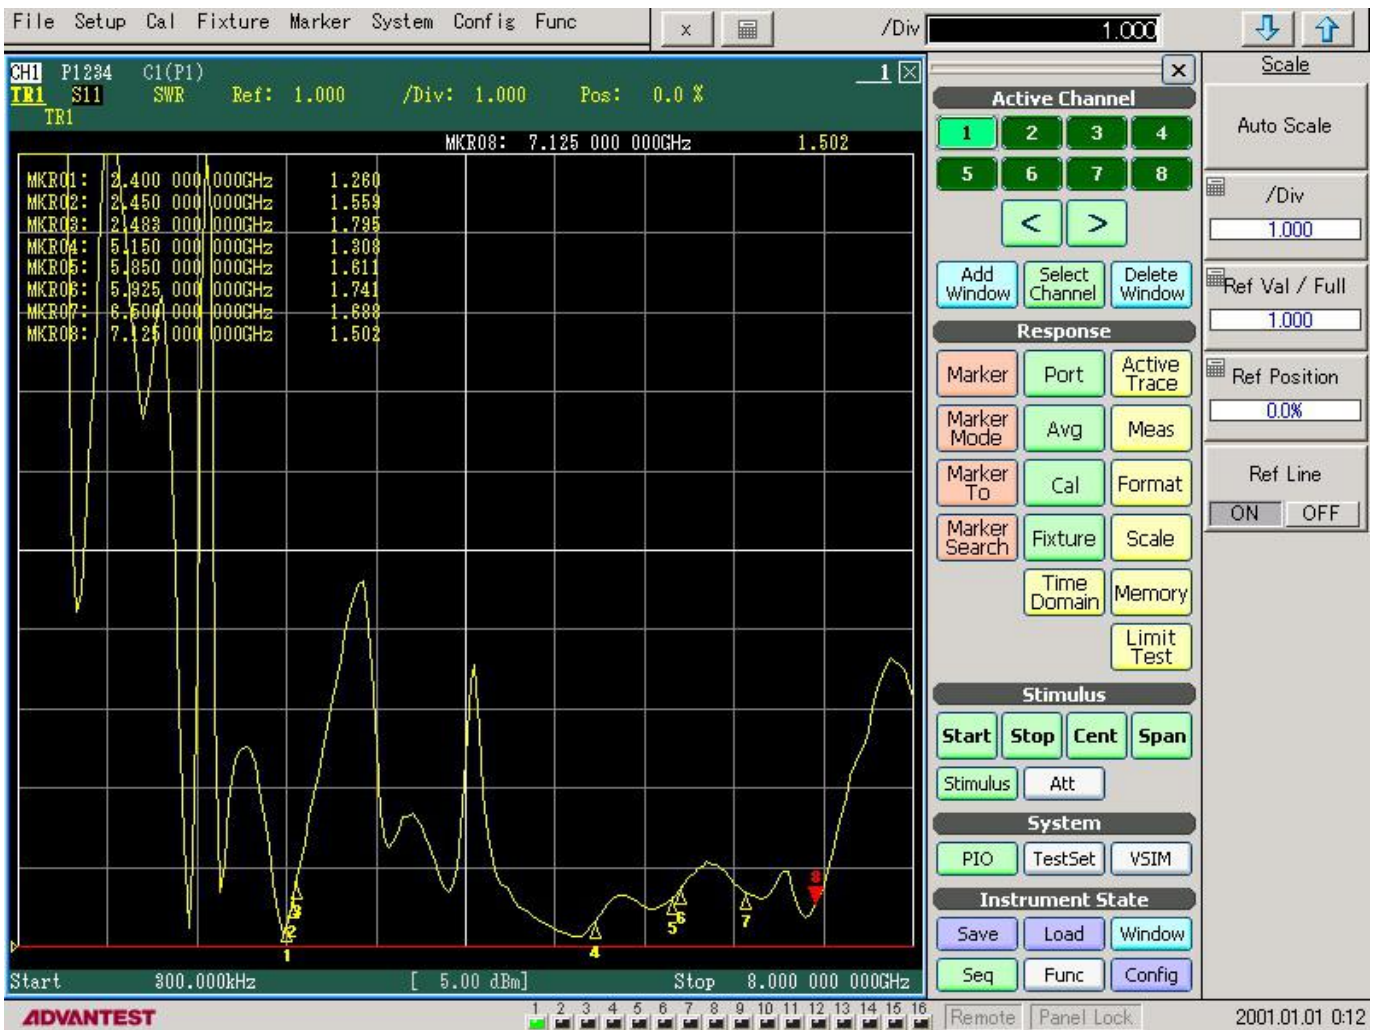 File Setup Cal Fixture Marker System Config Func x /Div 1.000
CH1 P1234 C1(P1) 1
TR1 S11 SWR Ref: 1.000 /Div: 1.000 Pos: 0.0 %
TR1
MKR08: 7.125 000 000GHz 1.502
MKR01: 2.400 000 000GHz 1.260
MKR02: 2.450 000 000GHz 1.559
MKR03: 2.483 000 000GHz 1.795
MKR04: 5.150 000 000GHz 1.308
MKR05: 5.850 000 000GHz 1.611
MKR06: 5.925 000 000GHz 1.741
MKR07: 6.500 000 000GHz 1.688
MKR08: 7.125 000 000GHz 1.502
8
3
2
1
4
5
6
7
Start 300.000kHz [ 5.00 dBm] Stop 8.000 000 000GHz
x
Active Channel
1 2 3 4
5 6 7 8
< >
Add Window Select Channel Delete Window
Response
Marker Port Active Trace
Marker Mode Avg Meas
Marker To Cal Format
Marker Search Fixture Scale
Time Domain Memory
Limit Test
Stimulus
Start Stop Cent Span
Stimulus Att
System
PIO TestSet VSIM
Instrument State
Save Load Window
Seq Func Config
Scale
Auto Scale
/Div
1.000
Ref Val / Full
1.000
Ref Position
0.0%
Ref Line
ON OFF
ADVANTEST 1 2 3 4 5 6 7 8 9 10 11 12 13 14 15 16 Remote Panel Lock 2001.01.01 0:12